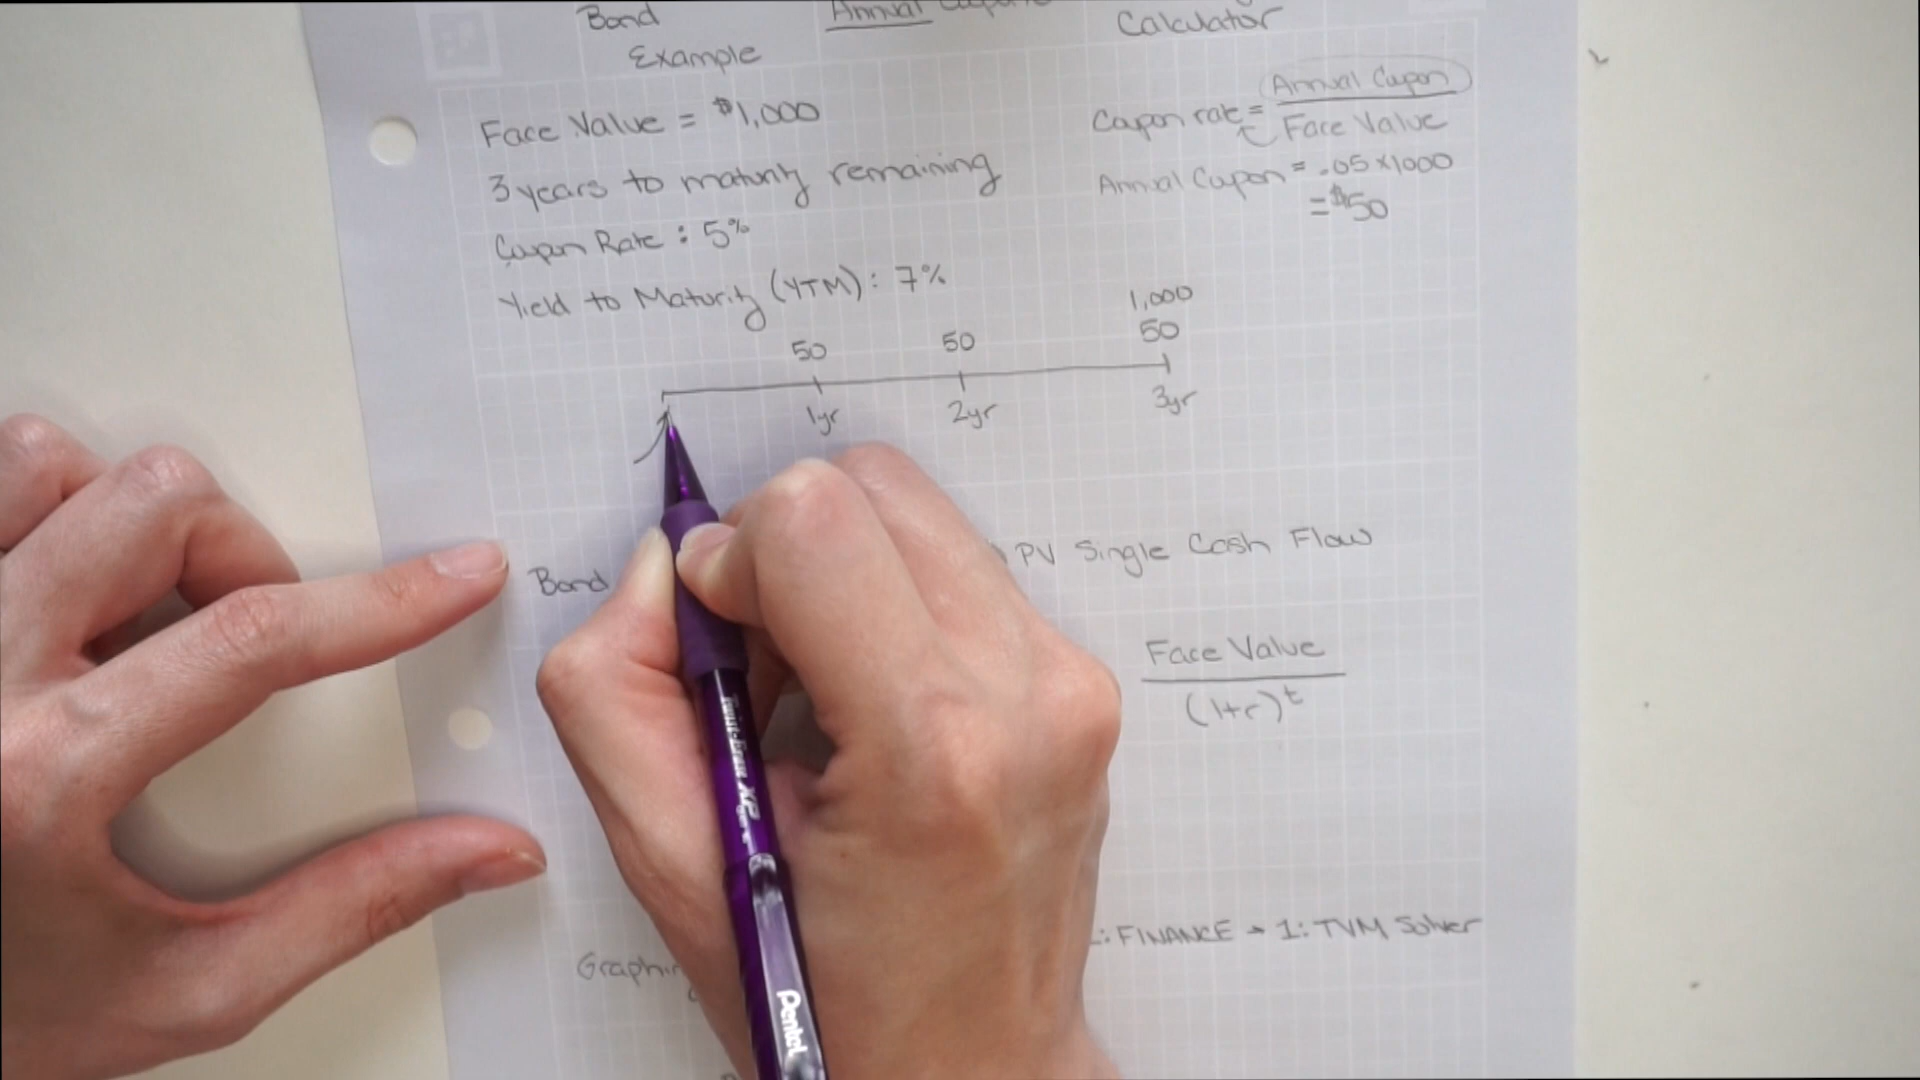 Bond Annual Calculator
Example
Face Value = $1,000
3 years to maturity remaining
Coupon Rate : 5%
Yield to Maturity (YTM): 7%
Coupon rate = Annual Coupon
Face Value
Annual Coupon = .05 x 1000
= $50
1,000
50 50 50
1yr 2yr 3yr
Bond PV Single Cash Flow
Face Value
(1+r)^t
: FINANCE → 1: TVM Solver
Pentel